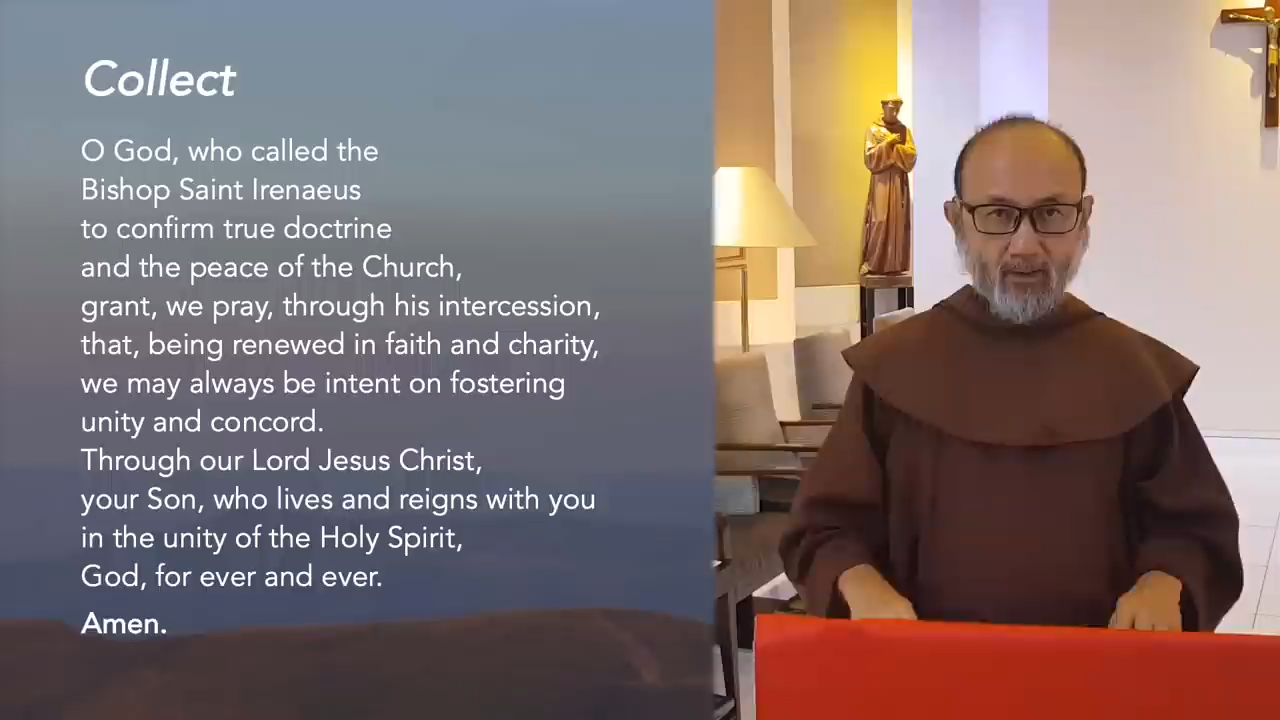 Collect
O God, who called the
Bishop Saint Irenaeus
to confirm true doctrine
and the peace of the Church,
grant, we pray, through his intercession,
that, being renewed in faith and charity,
we may always be intent on fostering
unity and concord.
Through our Lord Jesus Christ,
your Son, who lives and reigns with you
in the unity of the Holy Spirit,
God, for ever and ever.
Amen.